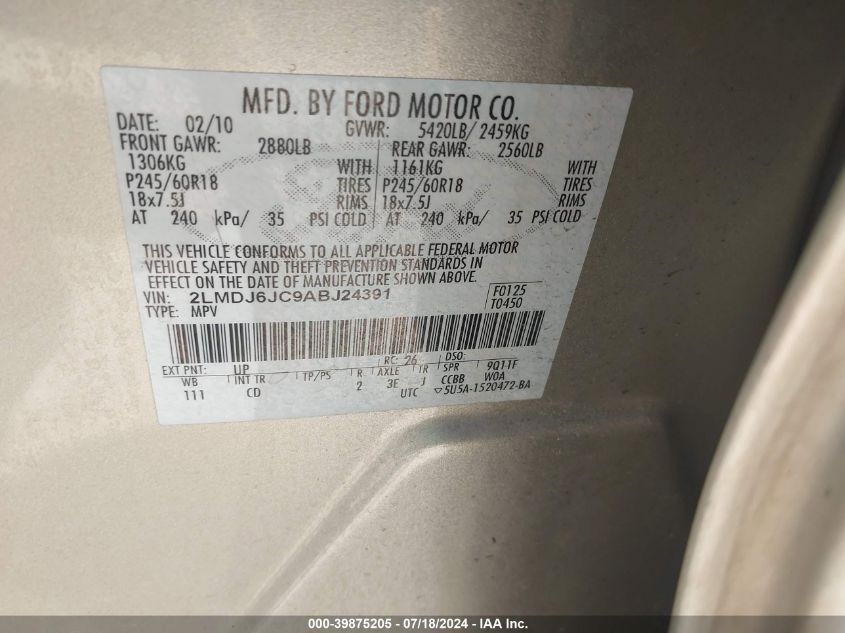 MFD. BY FORD MOTOR CO.
DATE: 02/10 GVWR: 5420LB/ 2459KG
FRONT GAWR: 2880LB REAR GAWR: 2560LB
1306KG WITH 1161KG WITH
P245/60R18 TIRES P245/60R18 TIRES
18x7.5J RIMS 18x7.5J RIMS
AT 240 kPa/ 35 PSI COLD AT 240 kPa/ 35 PSI COLD
THIS VEHICLE CONFORMS TO ALL APPLICABLE FEDERAL MOTOR
VEHICLE SAFETY AND THEFT PREVENTION STANDARDS IN
EFFECT ON THE DATE OF MANUFACTURE SHOWN ABOVE.
VIN: 2LMDJ6JC9ABJ24391 F0125
TYPE: MPV T0450
EXT PNT: UP RC: 26 DSO:
WB INT TR TP/PS R AXLE TR SPR 9Q11F
111 CD 2 3E J CCBB WOA
UTC ▽5U5A-1520472-BA
000-39875205 - 07/18/2024 - IAA Inc.